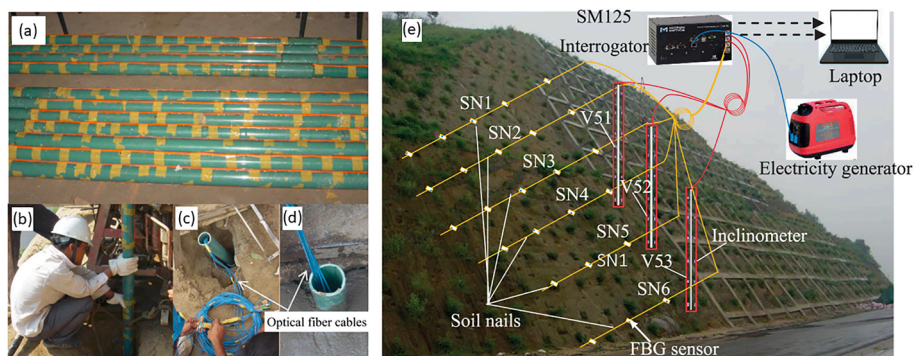 (a)
(b)
(c)
(d)
Optical fiber cables
(e)
SM125
Interrogator
Laptop
Electricity generator
SN1
SN2
SN3
SN4
SN5
SN1
SN6
V51
V52
V53
Inclinometer
Soil nails
FBG sensor